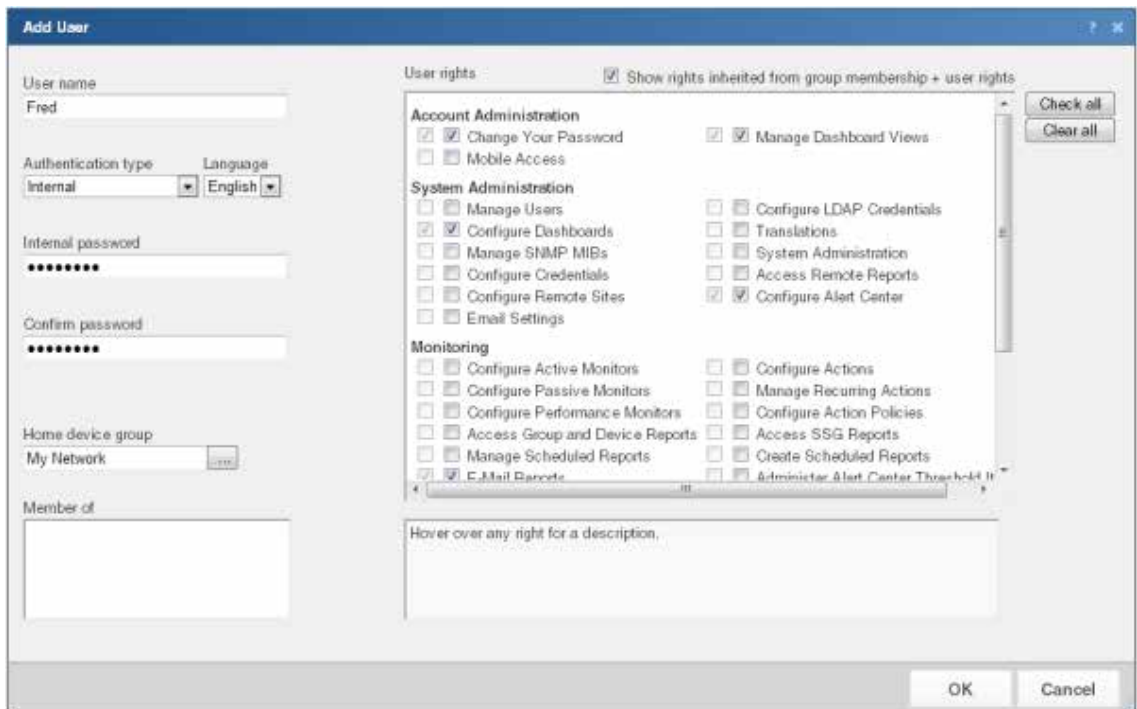 Add User
? ×
User name
Fred
Authentication type
Language
Internal
English
Internal password
●●●●●●●●
Confirm password
●●●●●●●●
Home device group
My Network
...
Member of
User rights
Show rights inherited from group membership + user rights
Account Administration
Change Your Password
Manage Dashboard Views
Mobile Access
System Administration
Manage Users
Configure LDAP Credentials
Configure Dashboards
Translations
Manage SNMP MIBs
System Administration
Configure Credentials
Access Remote Reports
Configure Remote Sites
Configure Alert Center
Email Settings
Monitoring
Configure Active Monitors
Configure Actions
Configure Passive Monitors
Manage Recurring Actions
Configure Performance Monitors
Configure Action Policies
Access Group and Device Reports
Access SSG Reports
Manage Scheduled Reports
Create Scheduled Reports
E-Mail Reports
Administer Alert Center Threshold It
Check all
Clear all
Hover over any right for a description.
OK
Cancel